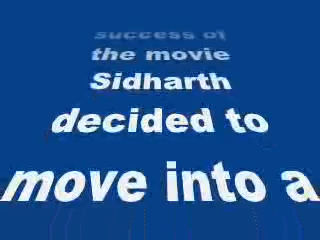 success of
the movie
Sidharth
decided to
move into a